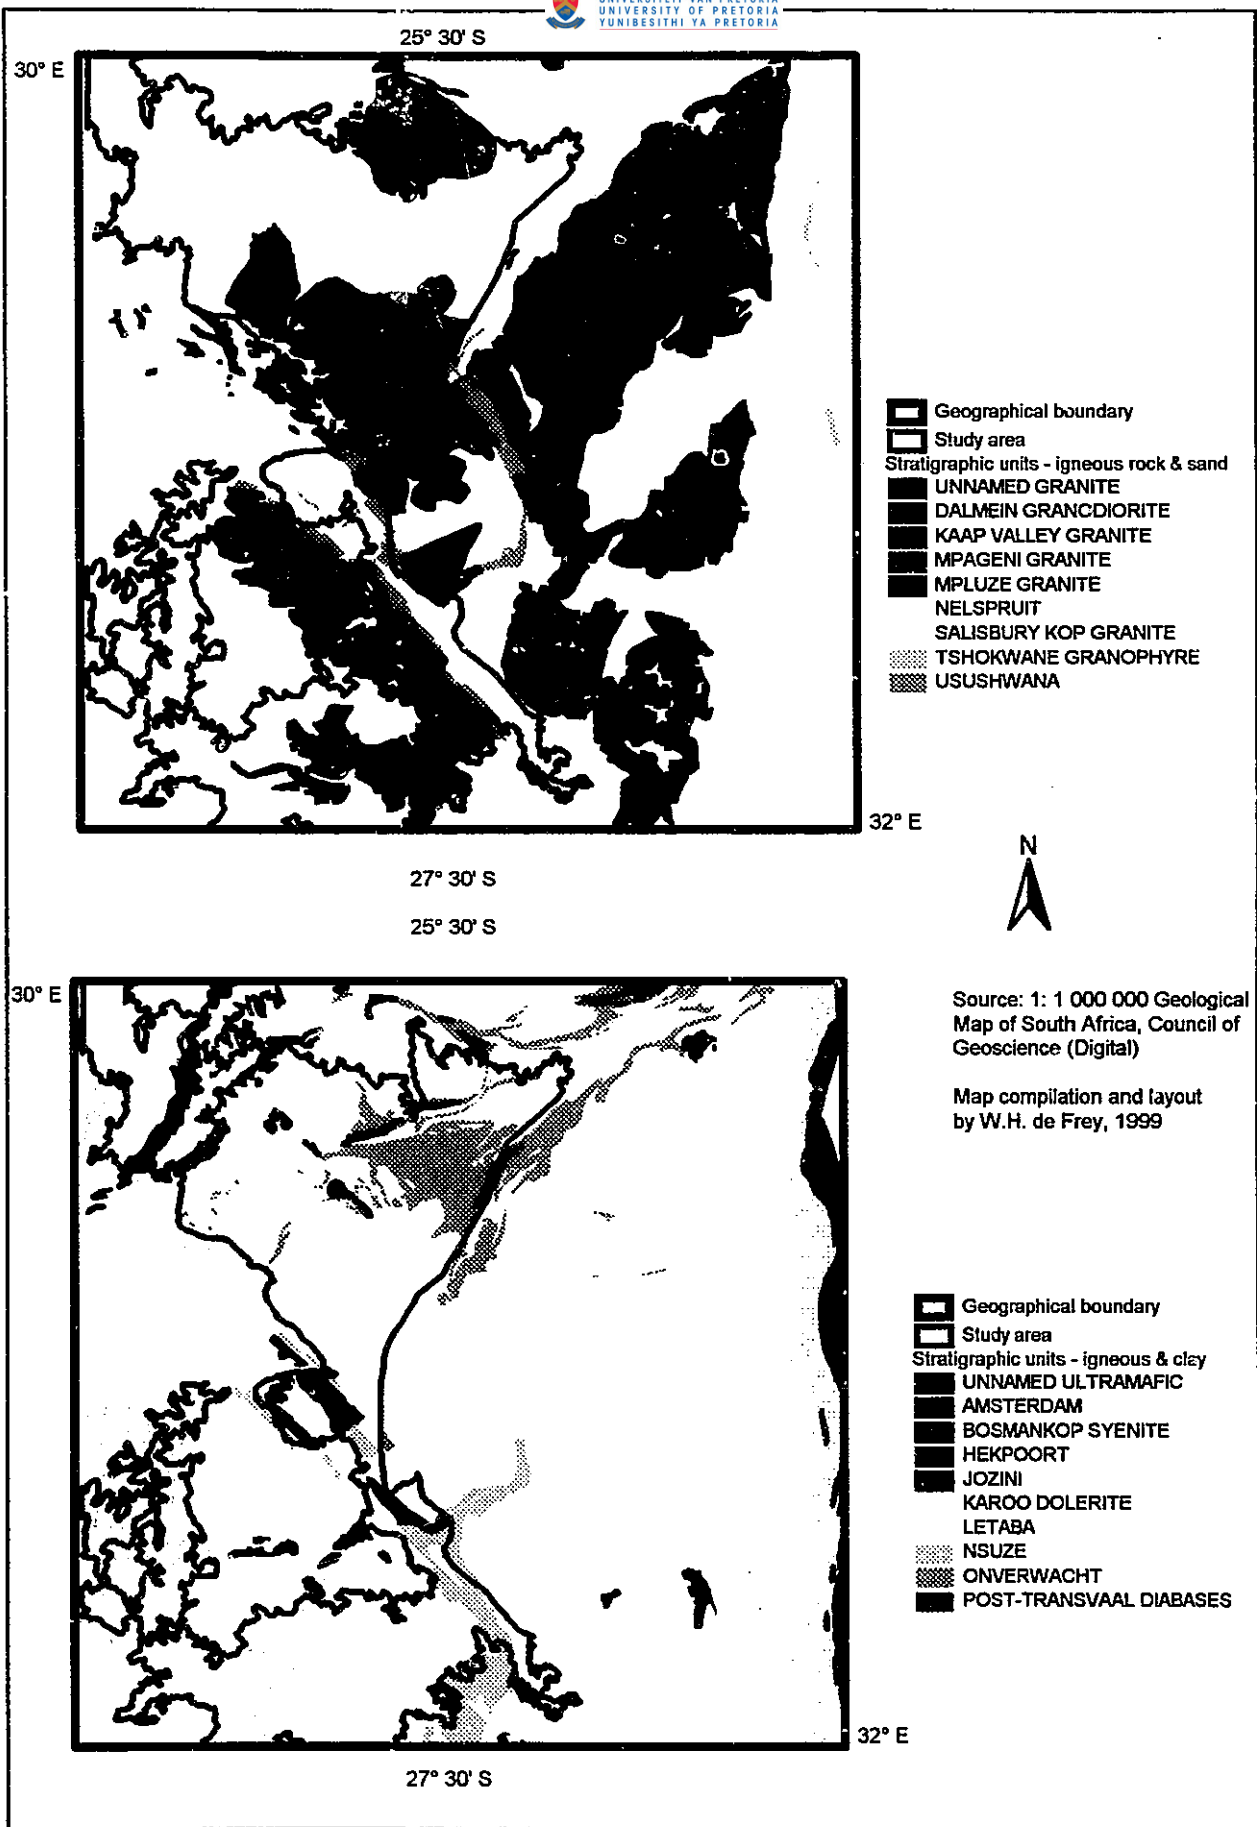 UNIVERSITEIT VAN PRETORIA
UNIVERSITY OF PRETORIA
YUNIBESITHI YA PRETORIA
25° 30' S
30° E
Geographical boundary
Study area
Stratigraphic units - igneous rock & sand
UNNAMED GRANITE
DALMEIN GRANCDIORITE
KAAP VALLEY GRANITE
MPAGENI GRANITE
MPLUZE GRANITE
NELSPRUIT
SALISBURY KOP GRANITE
TSHOKWANE GRANOPHYRE
USUSHWANA
32° E
27° 30' S
N
25° 30' S
30° E
Source: 1: 1 000 000 Geological
Map of South Africa, Council of
Geoscience (Digital)
Map compilation and layout
by W.H. de Frey, 1999
Geographical boundary
Study area
Stratigraphic units - igneous & clay
UNNAMED ULTRAMAFIC
AMSTERDAM
BOSMANKOP SYENITE
HEKPOORT
JOZINI
KAROO DOLERITE
LETABA
NSUZE
ONVERWACHT
POST-TRANSVAAL DIABASES
32° E
27° 30' S